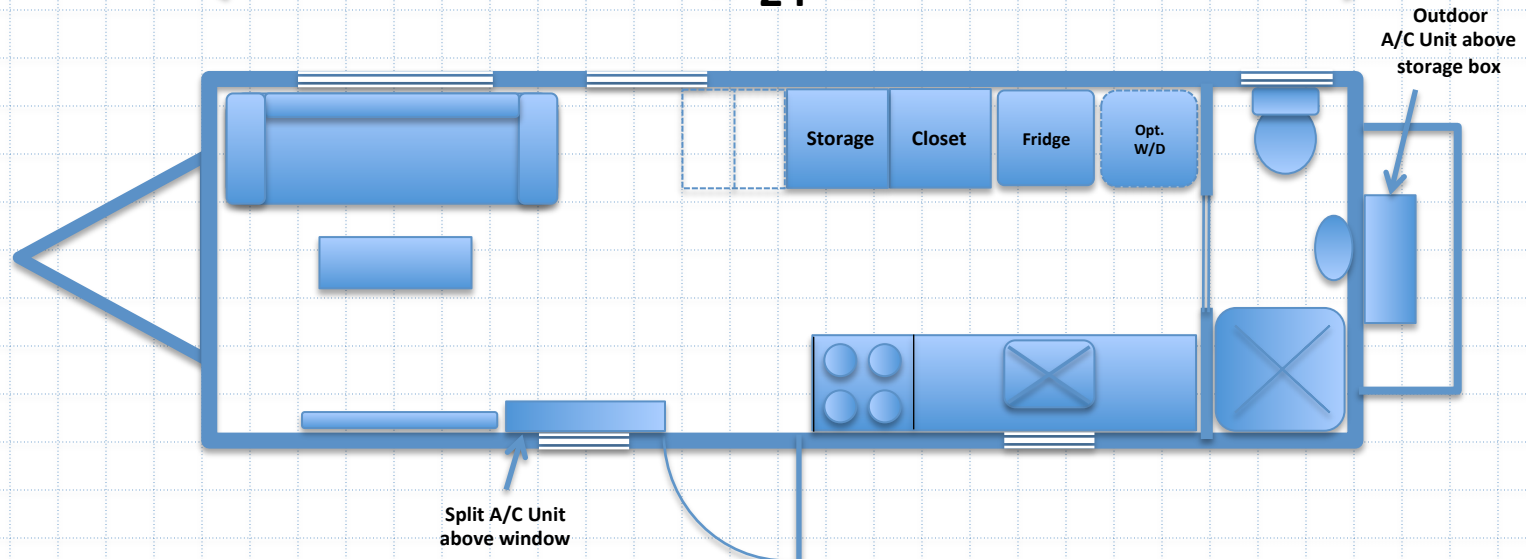 Outdoor
A/C Unit above
storage box
Storage
Closet
Fridge
Opt.
W/D
Split A/C Unit
above window